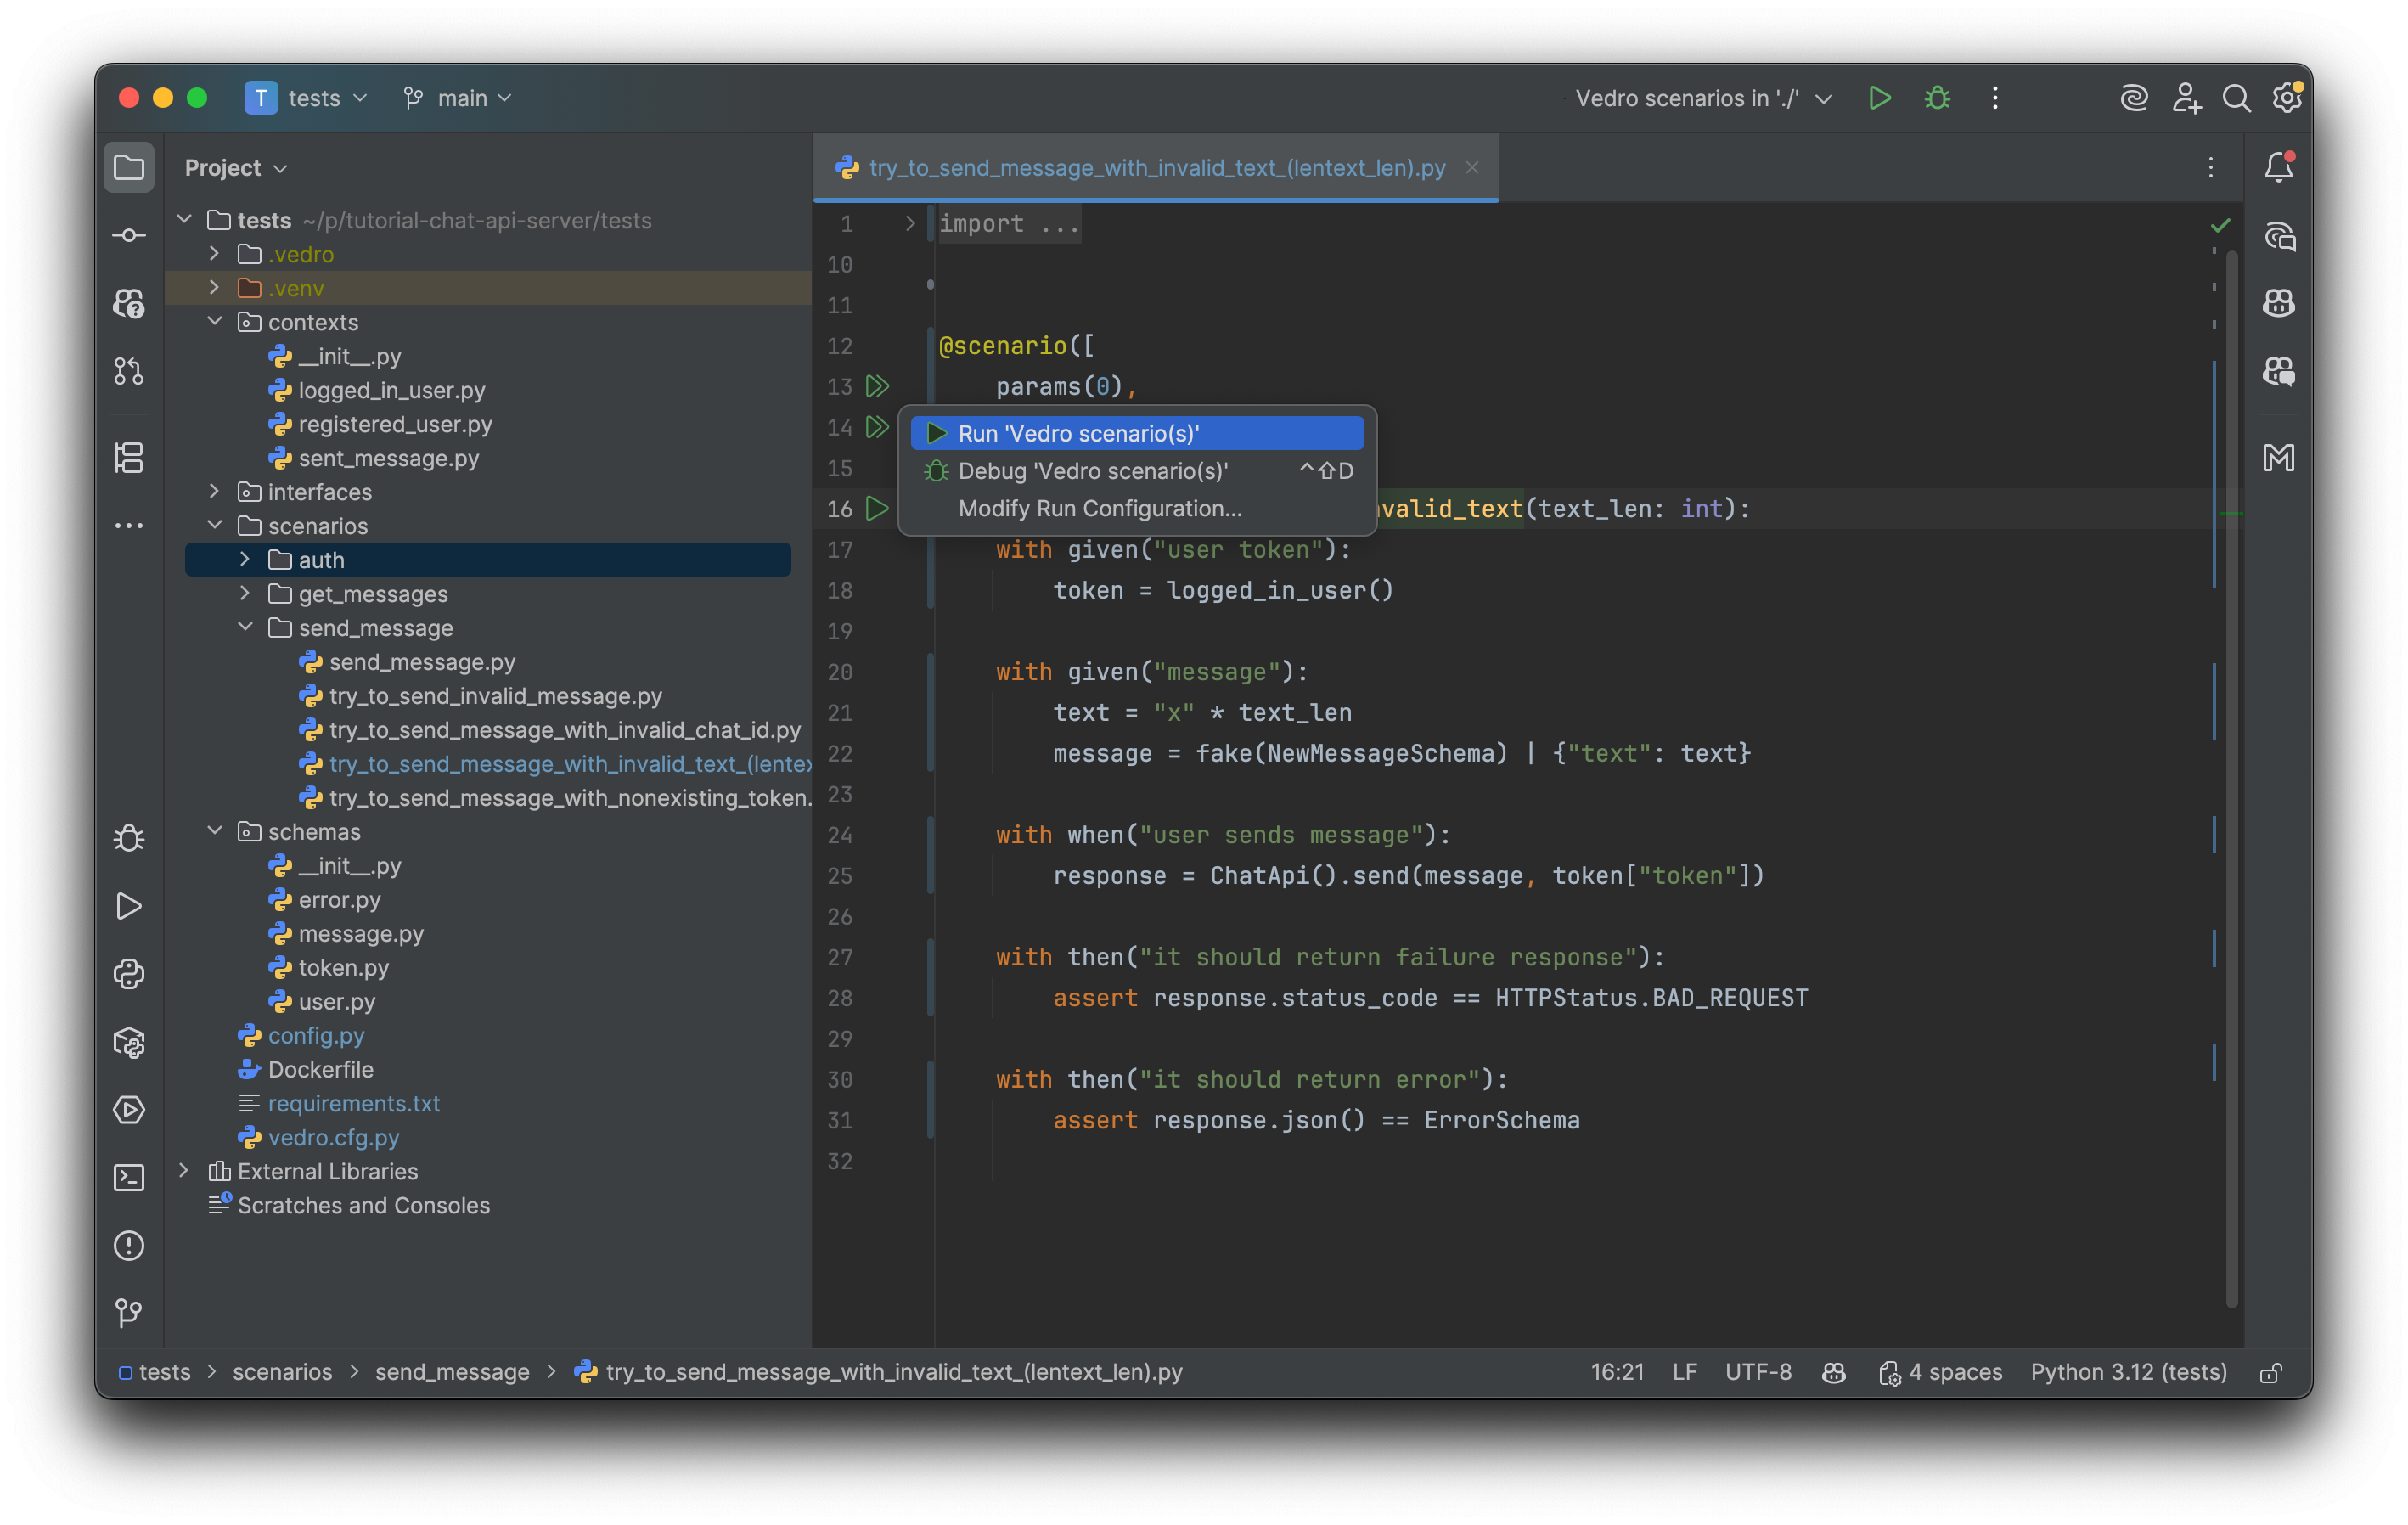 T tests main Vedro scenarios in './'
Project
tests ~/p/tutorial-chat-api-server/tests
.vedro
.venv
contexts
__init__.py
logged_in_user.py
registered_user.py
sent_message.py
interfaces
scenarios
auth
get_messages
send_message
send_message.py
try_to_send_invalid_message.py
try_to_send_message_with_invalid_chat_id.py
try_to_send_message_with_invalid_text_(lentex
try_to_send_message_with_nonexisting_token.
schemas
__init__.py
error.py
message.py
token.py
user.py
config.py
Dockerfile
requirements.txt
vedro.cfg.py
External Libraries
Scratches and Consoles
try_to_send_message_with_invalid_text_(lentext_len).py
1 import ...
10
11
12 @scenario([
13 params(0),
14
15
16 valid_text(text_len: int):
Run 'Vedro scenario(s)'
Debug 'Vedro scenario(s)' ⌃⇧D
Modify Run Configuration...
17 with given("user token"):
18 token = logged_in_user()
19
20 with given("message"):
21 text = "x" * text_len
22 message = fake(NewMessageSchema) | {"text": text}
23
24 with when("user sends message"):
25 response = ChatApi().send(message, token["token"])
26
27 with then("it should return failure response"):
28 assert response.status_code == HTTPStatus.BAD_REQUEST
29
30 with then("it should return error"):
31 assert response.json() == ErrorSchema
32
tests > scenarios > send_message > try_to_send_message_with_invalid_text_(lentext_len).py 16:21 LF UTF-8 4 spaces Python 3.12 (tests)